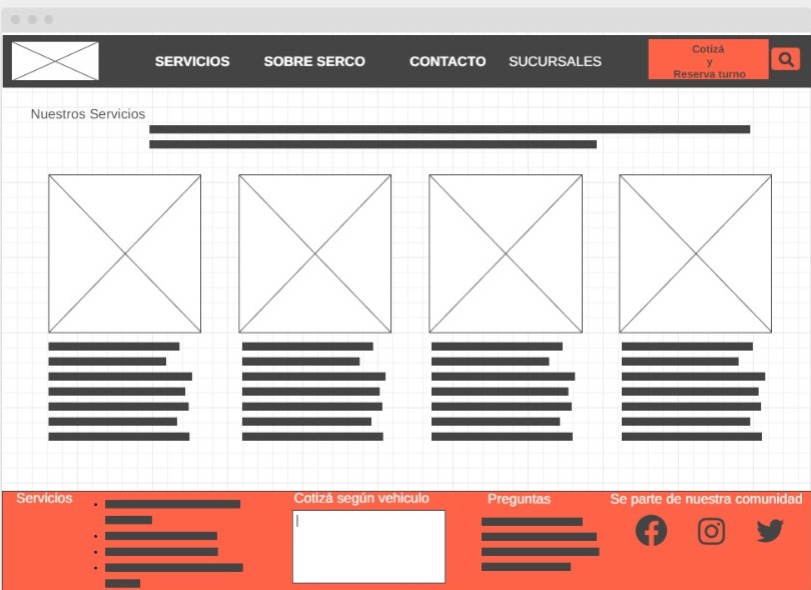 SERVICIOS SOBRE SERCO CONTACTO SUCURSALES
Cotizá
y
Reserva turno
Nuestros Servicios
Servicios
Cotizá según vehiculo
Preguntas
Se parte de nuestra comunidad